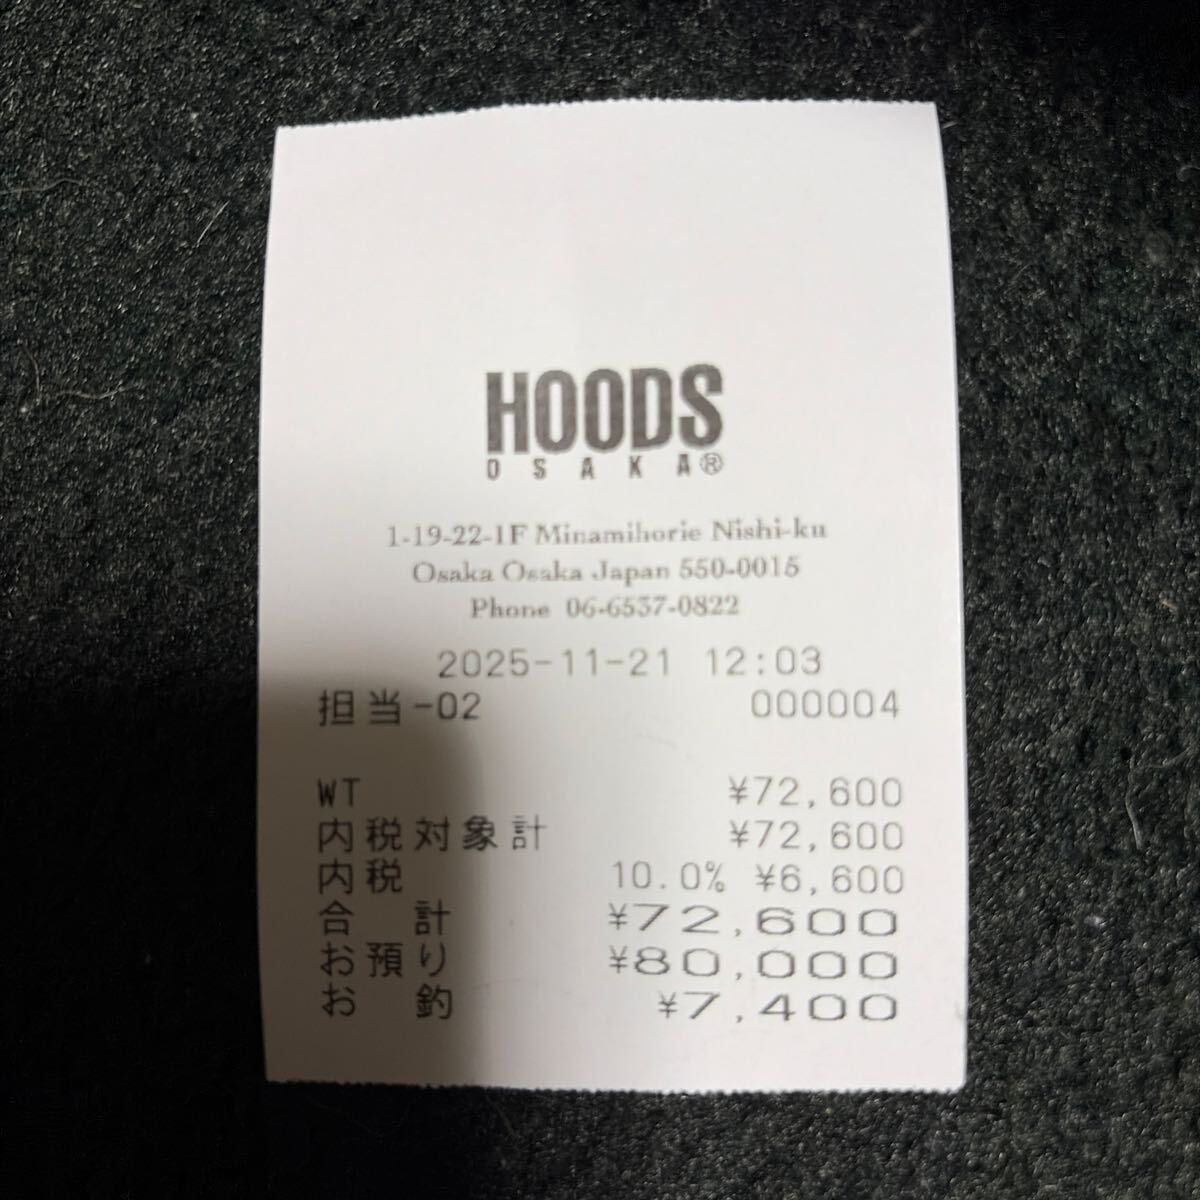 HOODS
OSAKA®
1-19-22-1F Minamihorie Nishi-ku
Osaka Osaka Japan 550-0015
Phone 06-6537-0822
2025-11-21 12:03
担当-02 000004
WT ¥72,600
内税対象計 ¥72,600
内税 10.0% ¥6,600
合 計 ¥72,600
お預り ¥80,000
お 釣 ¥7,400